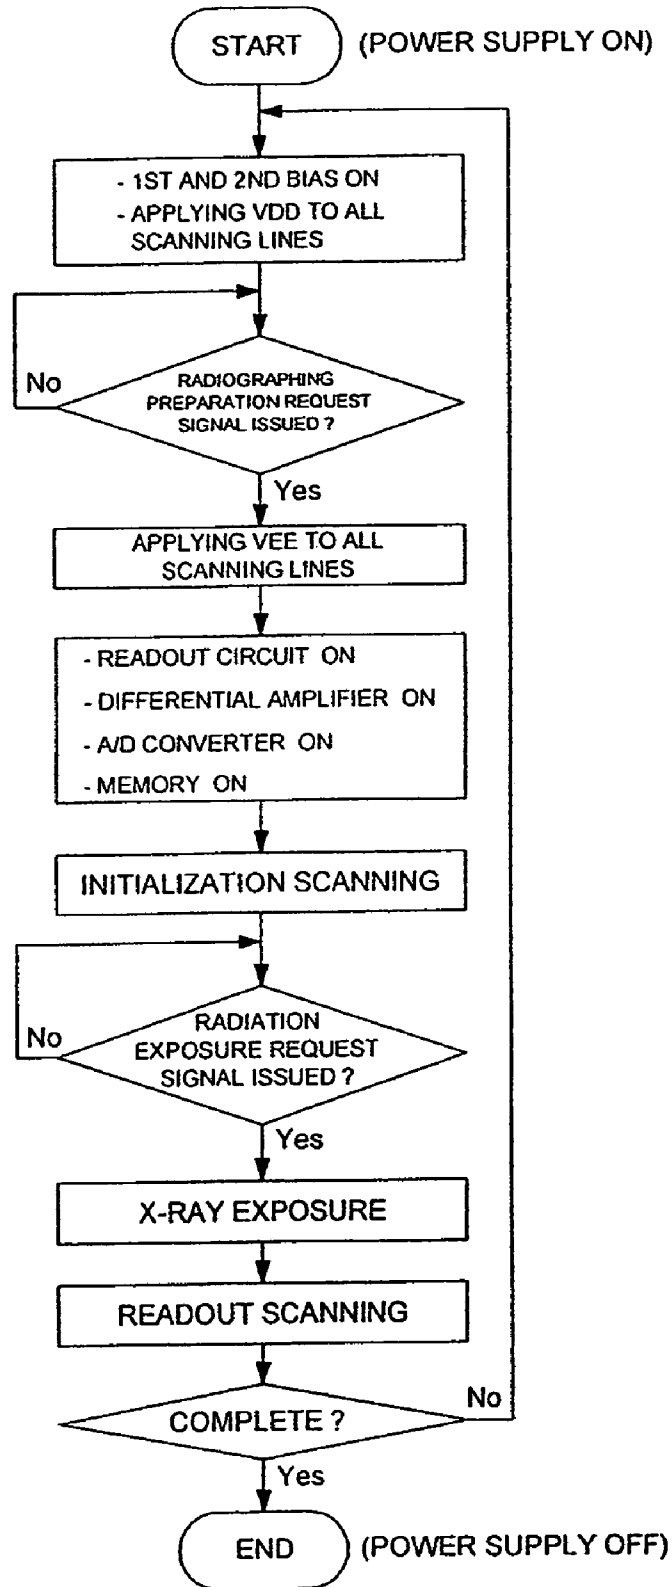 START (POWER SUPPLY ON)
- 1ST AND 2ND BIAS ON
- APPLYING VDD TO ALL
SCANNING LINES
No
RADIOGRAPHING
PREPARATION REQUEST
SIGNAL ISSUED ?
Yes
APPLYING VEE TO ALL
SCANNING LINES
- READOUT CIRCUIT ON
- DIFFERENTIAL AMPLIFIER ON
- A/D CONVERTER ON
- MEMORY ON
INITIALIZATION SCANNING
No
RADIATION
EXPOSURE REQUEST
SIGNAL ISSUED ?
Yes
X-RAY EXPOSURE
READOUT SCANNING
COMPLETE ?
No
Yes
END (POWER SUPPLY OFF)